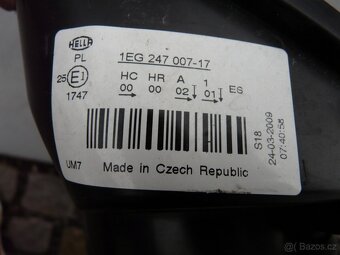 HELLA
PL
1EG 247 007-17
HC HR A 1
00 00 02 01 ES
25 E1
1747
UM7
Made in Czech Republic
S18
24-03-2009
07:40:58
Bazoš.cz